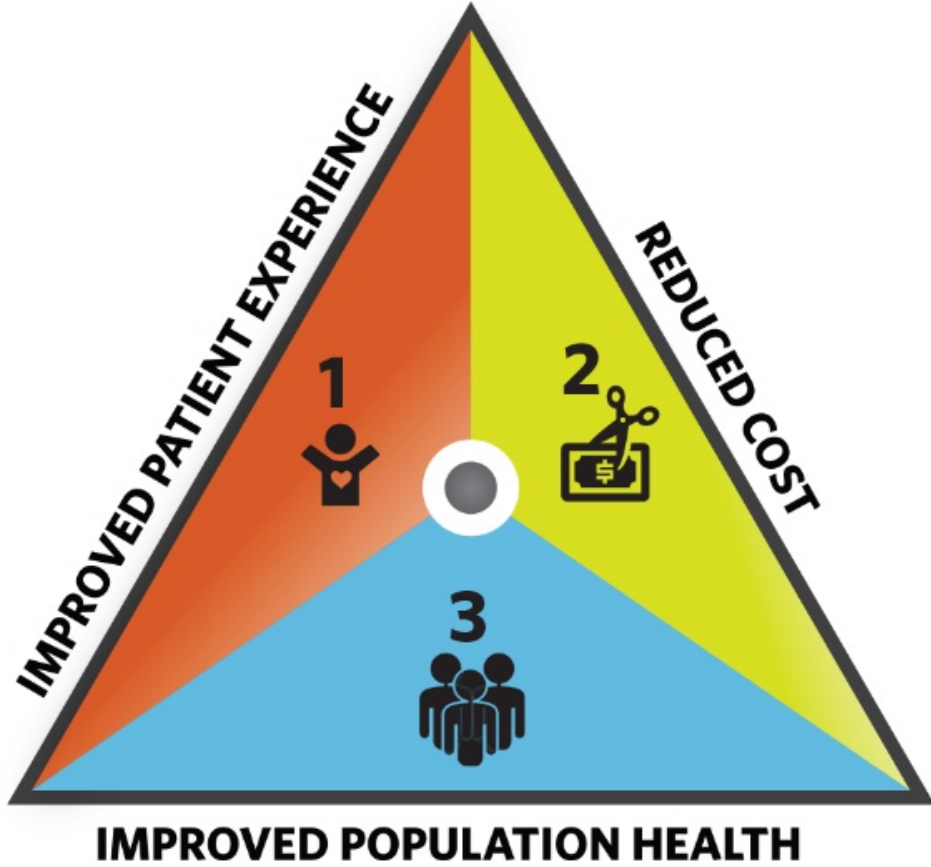 IMPROVED PATIENT EXPERIENCE
REDUCED COST
1
2
$
3
IMPROVED POPULATION HEALTH